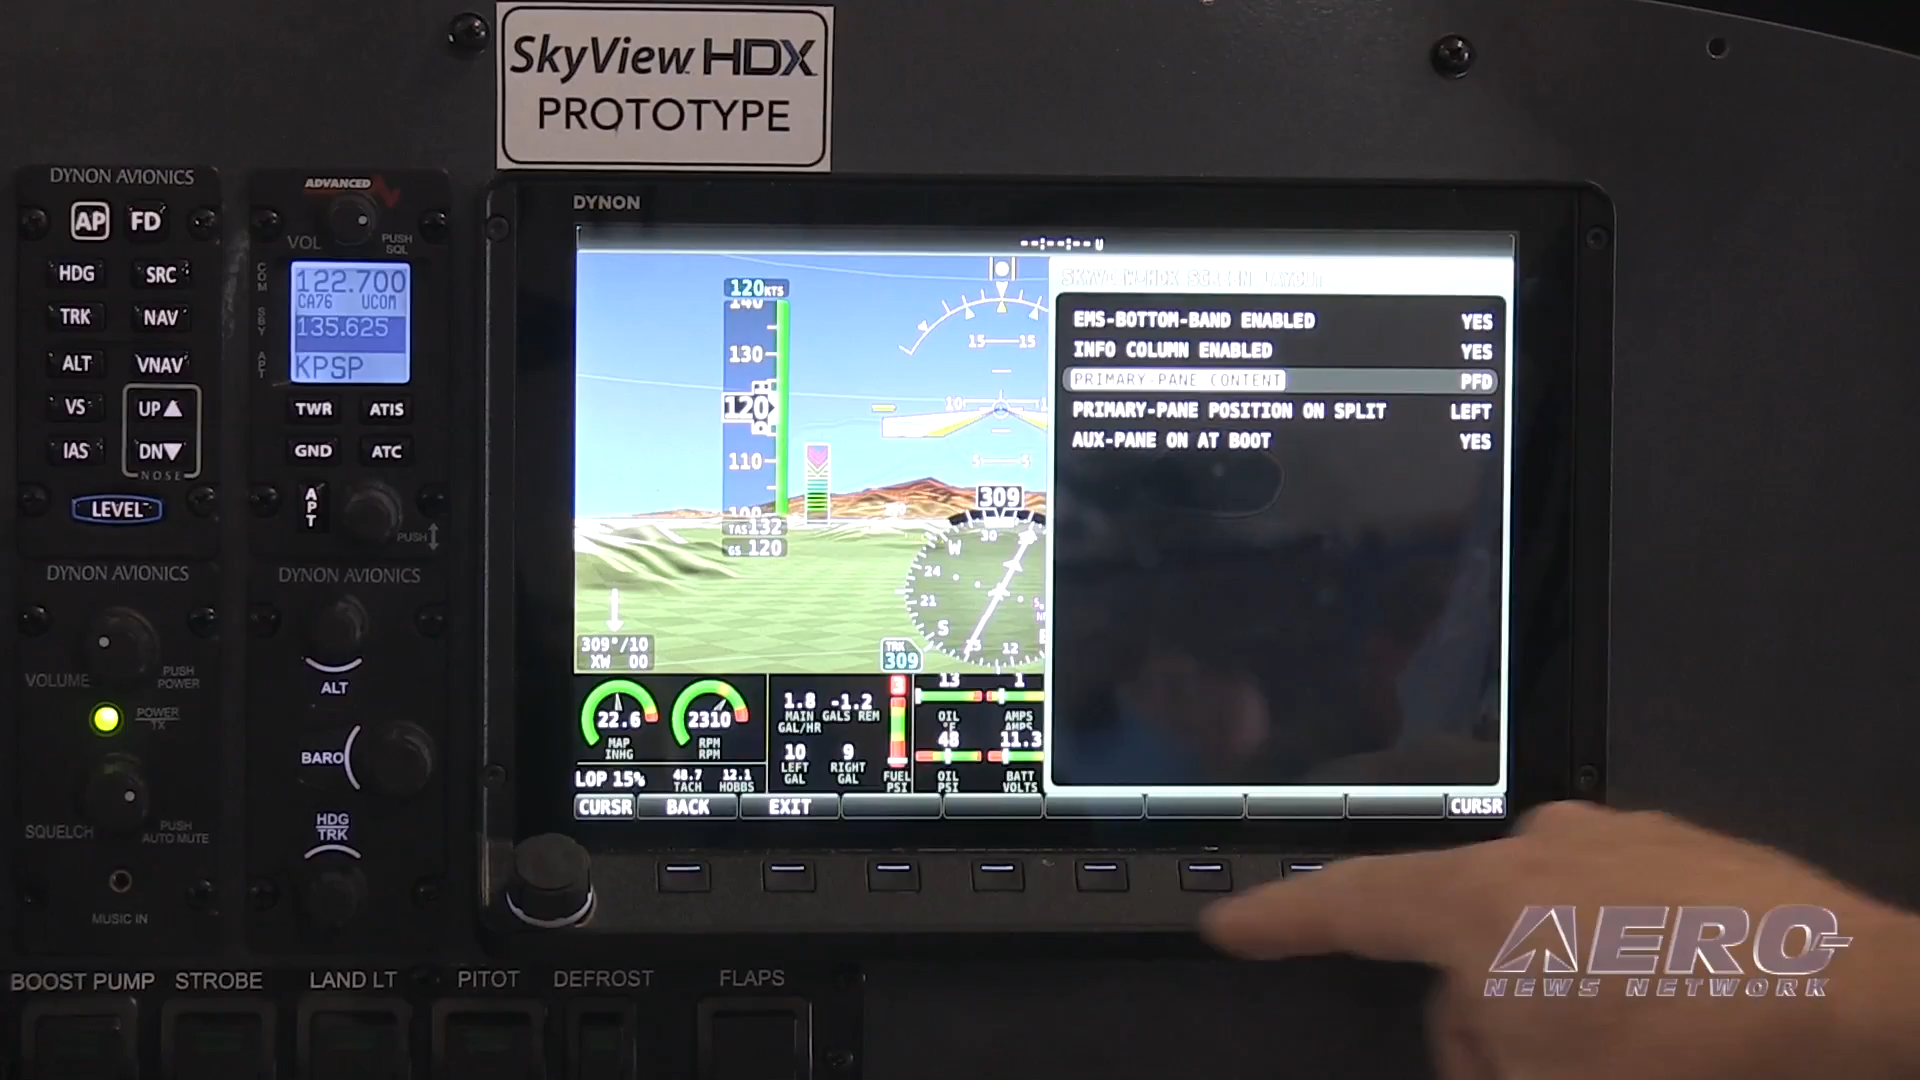 SkyView HDX
PROTOTYPE
DYNON AVIONICS
AP FD
HDG SRC
TRK NAV
ALT VNAV
VS UP
IAS DN
NOSE
LEVEL
ADVANCED
VOL
PUSH
SQL
COM
SBY
APT
122.700
CA76 UCOM
135.625
KPSP
TWR ATIS
GND ATC
APT
PUSH
DYNON AVIONICS
VOLUME
PUSH
POWER
POWER
TX
SQUELCH
PUSH
AUTO MUTE
MUSIC IN
DYNON AVIONICS
ALT
BARO
HDG
TRK
DYNON
--:--:-- U
120KTS
140
130
120
110
100
TAS 132
GS 120
15 15
10
5 5
309
W 30
24
21
S 15 12
309°/10
XW 00
TRK
309
22.6
MAP
INHG
2310
RPM
RPM
LOP 15%
48.7
TACH
12.1
HOBBS
1.8 -1.2
MAIN GALS REM
GAL/HR
10 9
LEFT RIGHT
GAL GAL
3
FUEL
PSI
13 1
OIL AMPS
°F AMPS
48 11.3
OIL BATT
PSI VOLTS
EMS-BOTTOM-BAND ENABLED YES
INFO COLUMN ENABLED YES
PRIMARY-PANE CONTENT PFD
PRIMARY-PANE POSITION ON SPLIT LEFT
AUX-PANE ON AT BOOT YES
CURSR BACK EXIT CURSR
BOOST PUMP STROBE LAND LT PITOT DEFROST FLAPS
AERO
NEWS NETWORK